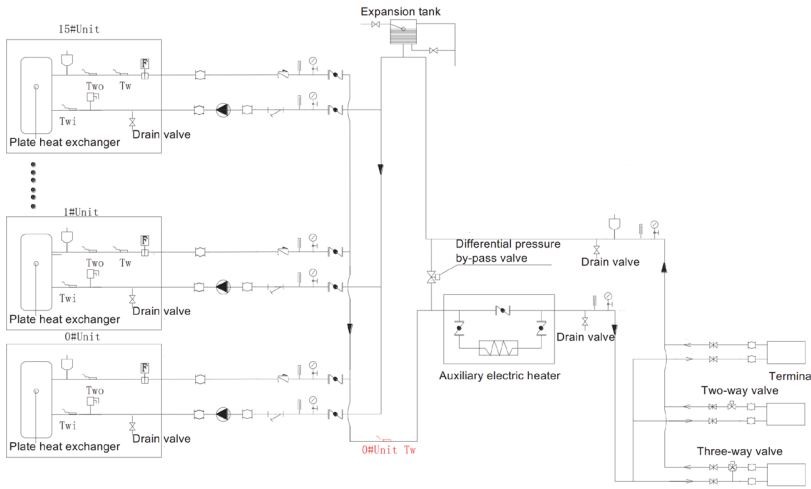 Expansion tank
15#Unit
F
Two
Tw
Twi
Drain valve
Plate heat exchanger
1#Unit
F
Two
Tw
Twi
Drain valve
Plate heat exchanger
Differential pressure
by-pass valve
Drain valve
0#Unit
F
Two
Tw
Twi
Drain valve
Plate heat exchanger
0#Unit Tw
Auxiliary electric heater
Drain valve
Termina
Two-way valve
Three-way valve